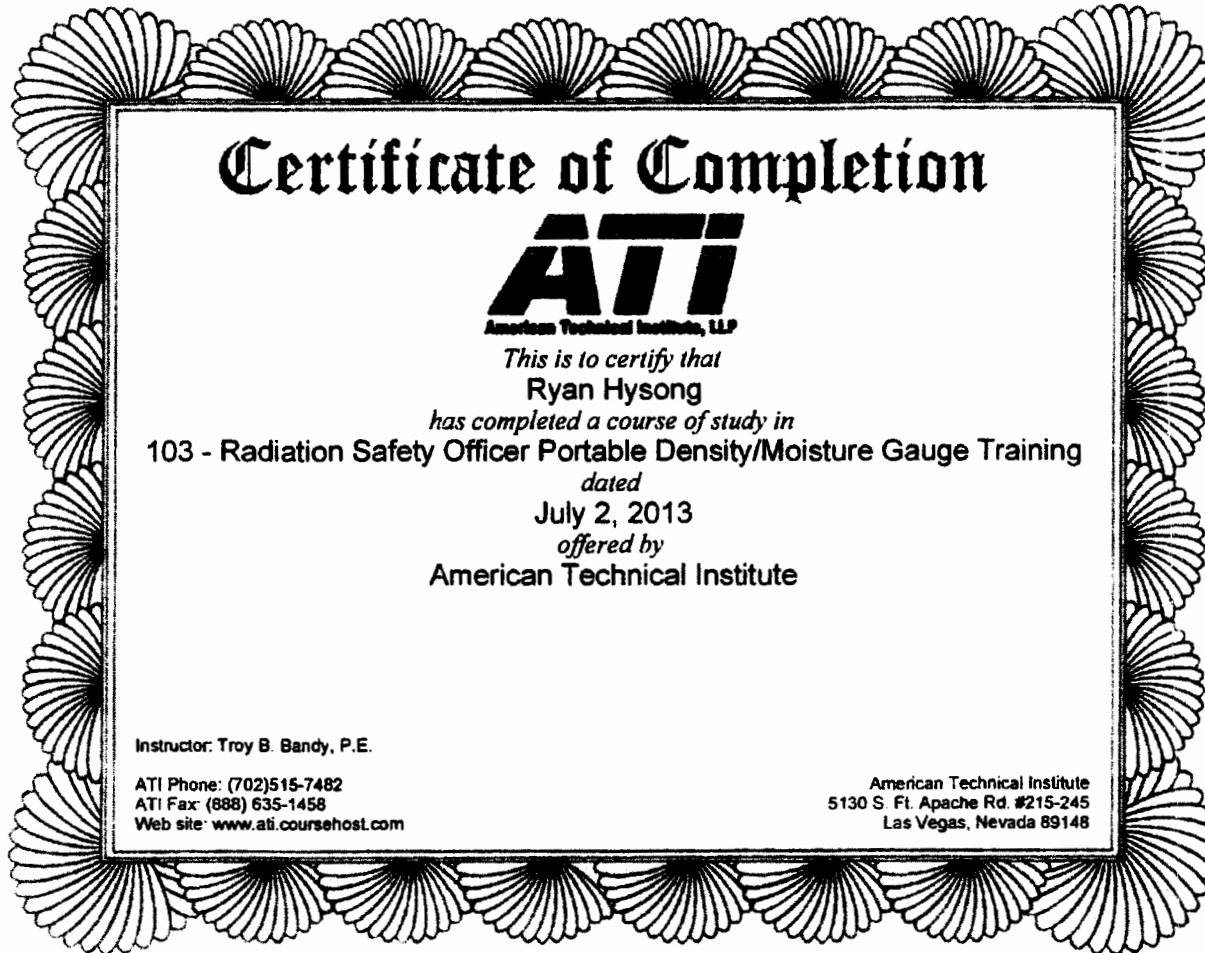 Certificate of Completion
ATI
American Technical Institute, LLP
This is to certify that
Ryan Hysong
has completed a course of study in
103 - Radiation Safety Officer Portable Density/Moisture Gauge Training
dated
July 2, 2013
offered by
American Technical Institute
Instructor: Troy B. Bandy, P.E.
ATI Phone: (702)515-7482
ATI Fax: (888) 635-1458
Web site: www.ati.coursehost.com
American Technical Institute
5130 S. Ft. Apache Rd. #215-245
Las Vegas, Nevada 89148